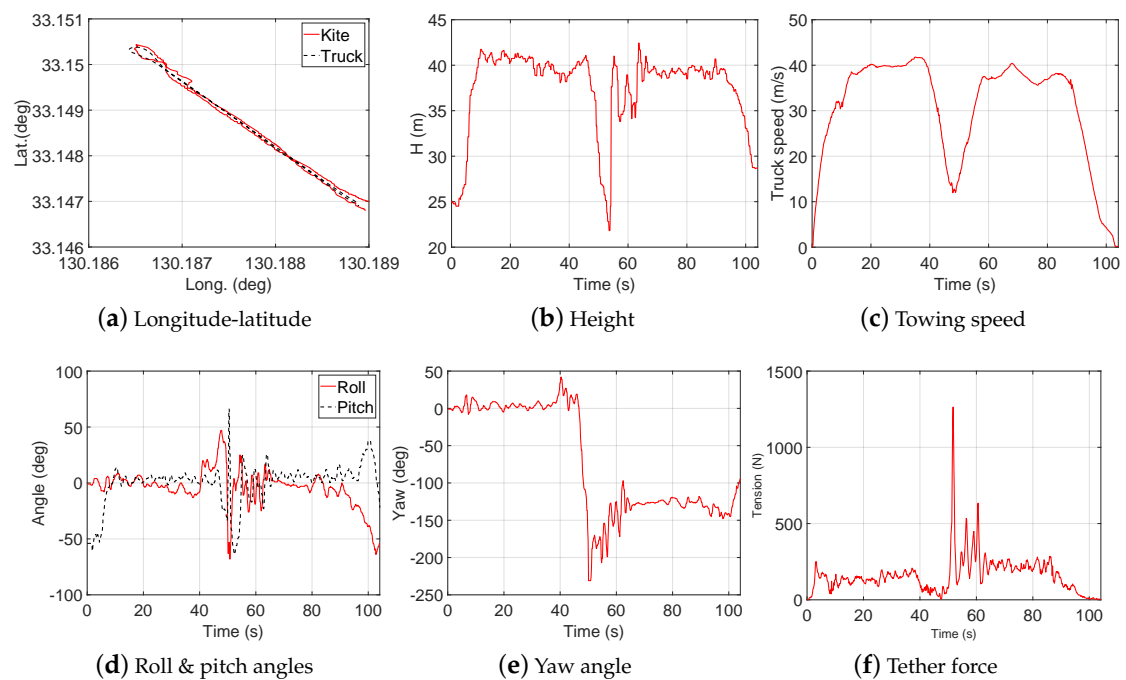 33.151
33.15
33.149
33.148
33.147
33.146
Lat.(deg)
Kite
Truck
130.186 130.187 130.188 130.189
Long. (deg)
(a) Longitude-latitude
45
40
35
30
25
20
H (m)
0 20 40 60 80 100
Time (s)
(b) Height
50
40
30
20
10
0
Truck speed (m/s)
0 20 40 60 80 100
Time (s)
(c) Towing speed
100
50
0
-50
-100
Angle (deg)
Roll
Pitch
0 20 40 60 80 100
Time (s)
(d) Roll & pitch angles
50
0
-50
-100
-150
-200
-250
Yaw (deg)
0 20 40 60 80 100
Time (s)
(e) Yaw angle
1500
1000
500
0
Tension (N)
0 20 40 60 80 100
Time (s)
(f) Tether force